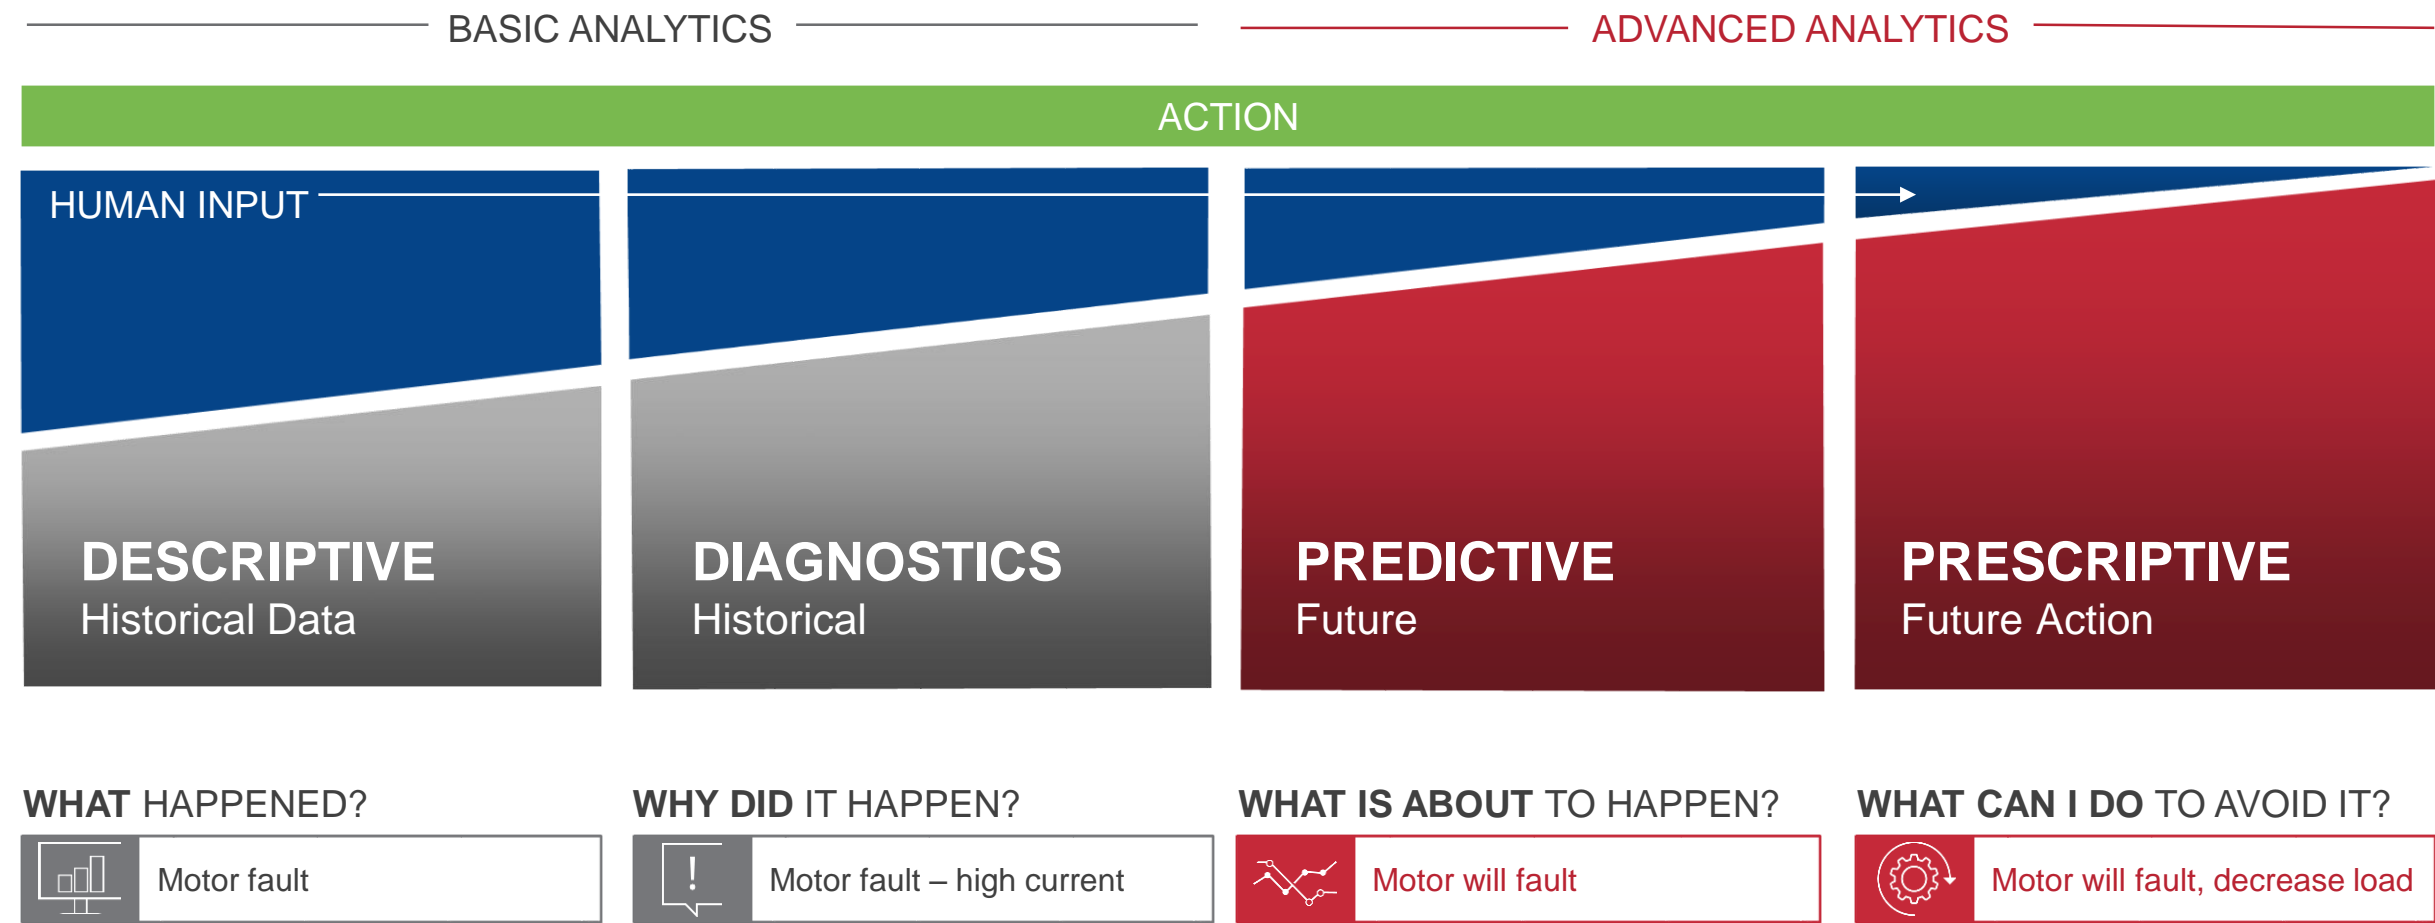 BASIC ANALYTICS
ADVANCED ANALYTICS
ACTION
HUMAN INPUT
DESCRIPTIVE
Historical Data
DIAGNOSTICS
Historical
PREDICTIVE
Future
PRESCRIPTIVE
Future Action
WHAT HAPPENED?
Motor fault
WHY DID IT HAPPEN?
!
Motor fault – high current
WHAT IS ABOUT TO HAPPEN?
Motor will fault
WHAT CAN I DO TO AVOID IT?
Motor will fault, decrease load